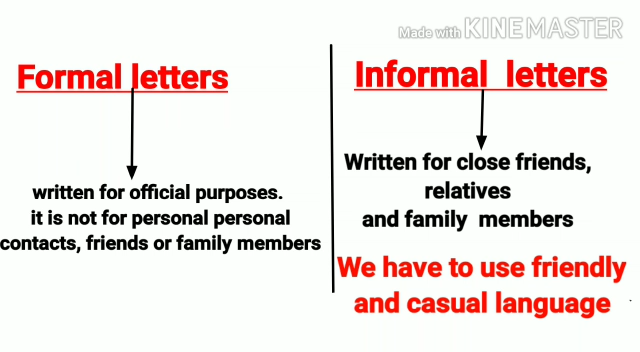 Made with KINEMASTER
Formal letters
written for official purposes.
it is not for personal personal
contacts, friends or family members
Informal letters
Written for close friends,
relatives
and family members
We have to use friendly
and casual language